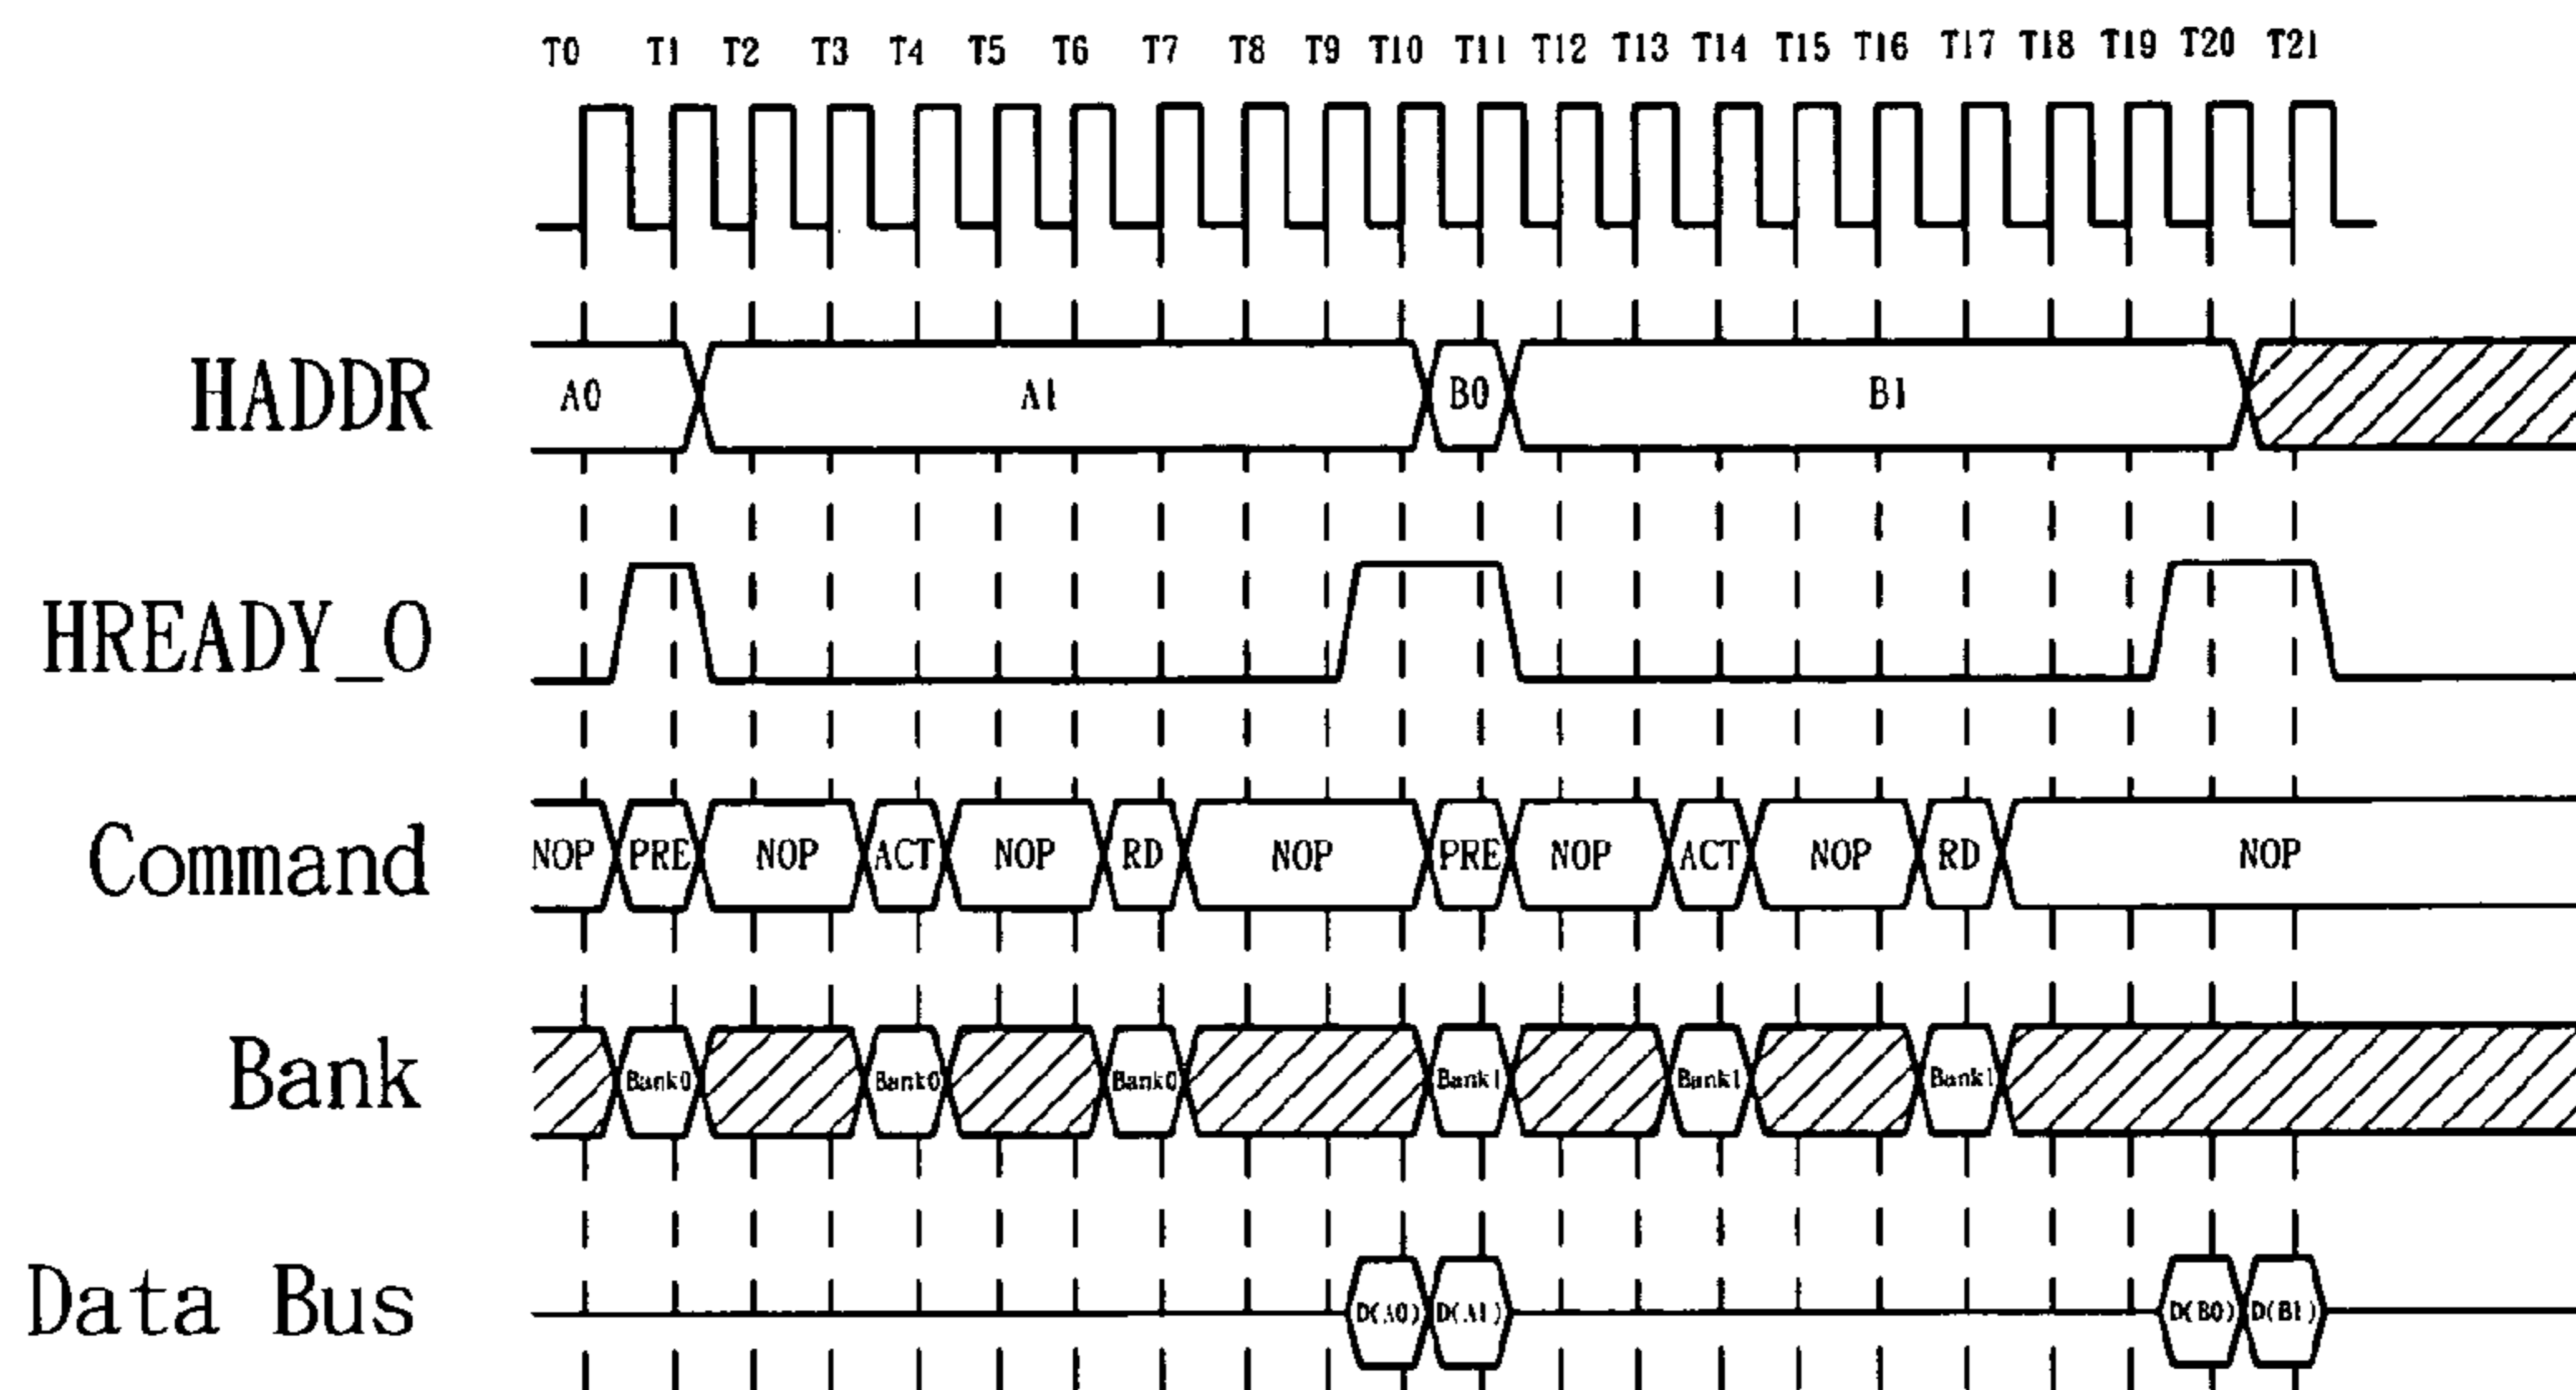 T0 T1 T2 T3 T4 T5 T6 T7 T8 T9 T10 T11 T12 T13 T14 T15 T16 T17 T18 T19 T20 T21
HADDR A0 A1 B0 B1
HREADY_O
Command NOP PRE NOP ACT NOP RD NOP PRE NOP ACT NOP RD NOP
Bank Bank0 Bank0 Bank0 Bank1 Bank1 Bank1
Data Bus D(A0) D(A1) D(B0) D(B1)